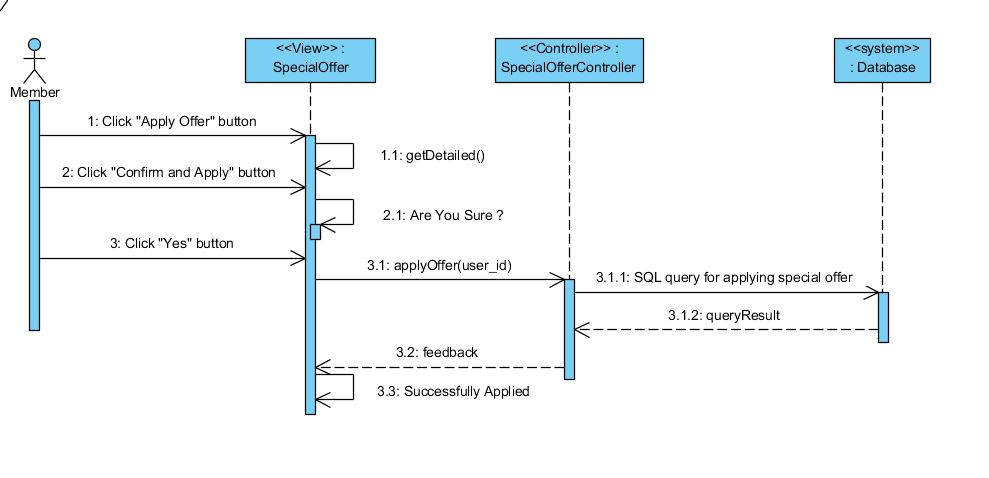 <<View>> :
SpecialOffer
<<Controller>> :
SpecialOfferController
<<system>>
: Database
Member
1: Click "Apply Offer" button
1.1: getDetailed()
2: Click "Confirm and Apply" button
2.1: Are You Sure ?
3: Click "Yes" button
3.1: applyOffer(user_id)
3.1.1: SQL query for applying special offer
3.1.2: queryResult
3.2: feedback
3.3: Successfully Applied